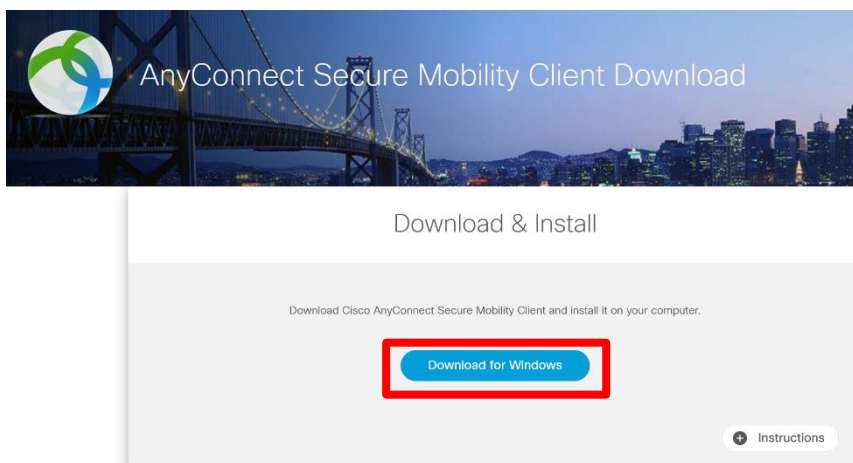 AnyConnect Secure Mobility Client Download
Download & Install
Download Cisco AnyConnect Secure Mobility Client and install it on your computer.
Download for Windows
Instructions